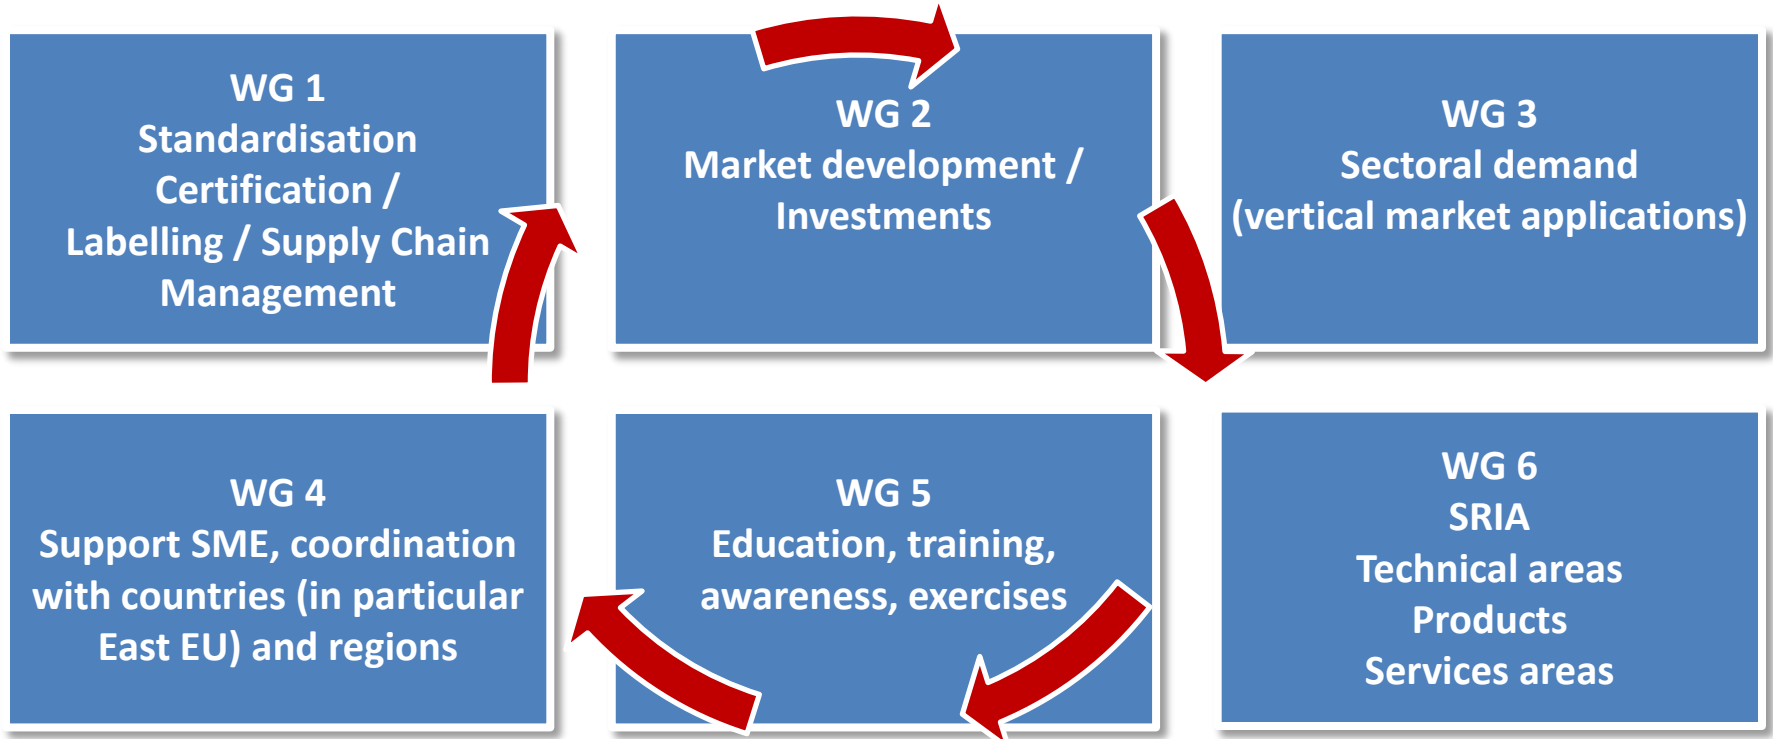 WG 1
Standardisation
Certification /
Labelling / Supply Chain
Management
WG 2
Market development /
Investments
WG 3
Sectoral demand
(vertical market applications)
WG 4
Support SME, coordination
with countries (in particular
East EU) and regions
WG 5
Education, training,
awareness, exercises
WG 6
SRIA
Technical areas
Products
Services areas